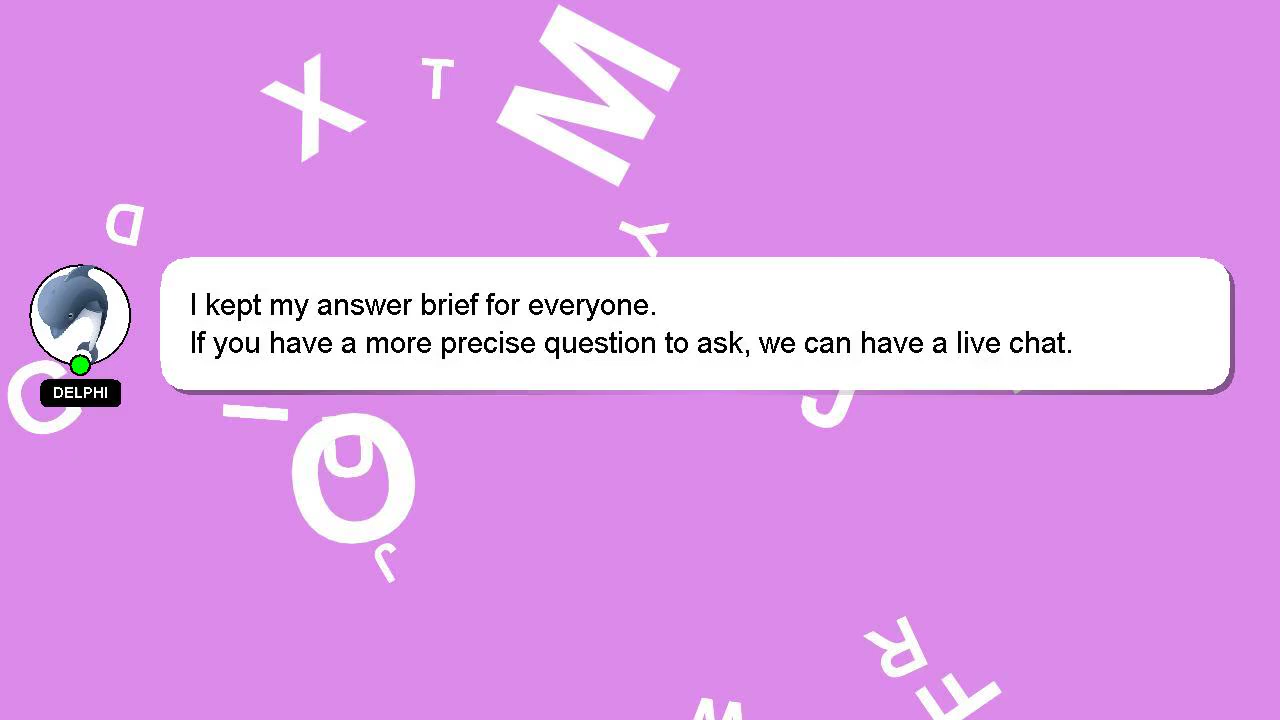 X
T
M
D
Y
I kept my answer brief for everyone.
If you have a more precise question to ask, we can have a live chat.
DELPHI
C
I
J
O
U
J
R
F
W